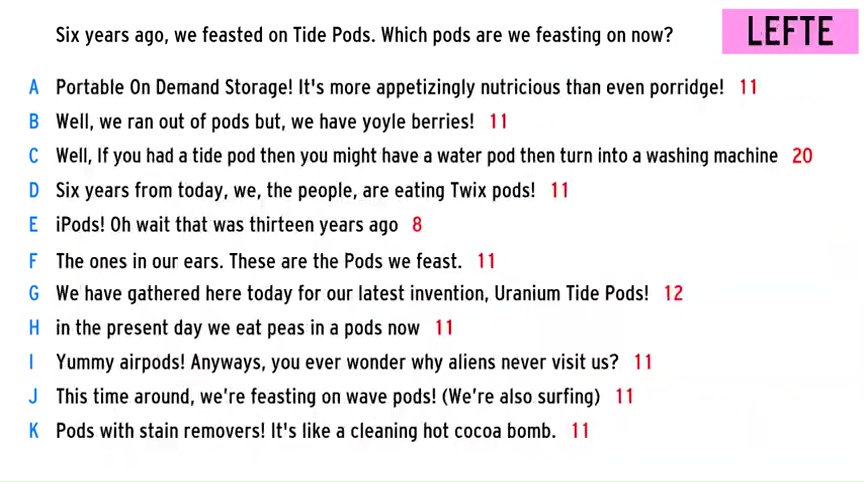 Six years ago, we feasted on Tide Pods. Which pods are we feasting on now?
LEFTE
A Portable On Demand Storage! It's more appetizingly nutricious than even porridge! 11
B Well, we ran out of pods but, we have yoyle berries! 11
C Well, If you had a tide pod then you might have a water pod then turn into a washing machine 20
D Six years from today, we, the people, are eating Twix pods! 11
E iPods! Oh wait that was thirteen years ago 8
F The ones in our ears. These are the Pods we feast. 11
G We have gathered here today for our latest invention, Uranium Tide Pods! 12
H in the present day we eat peas in a pods now 11
I Yummy airpods! Anyways, you ever wonder why aliens never visit us? 11
J This time around, we're feasting on wave pods! (We're also surfing) 11
K Pods with stain removers! It's like a cleaning hot cocoa bomb. 11